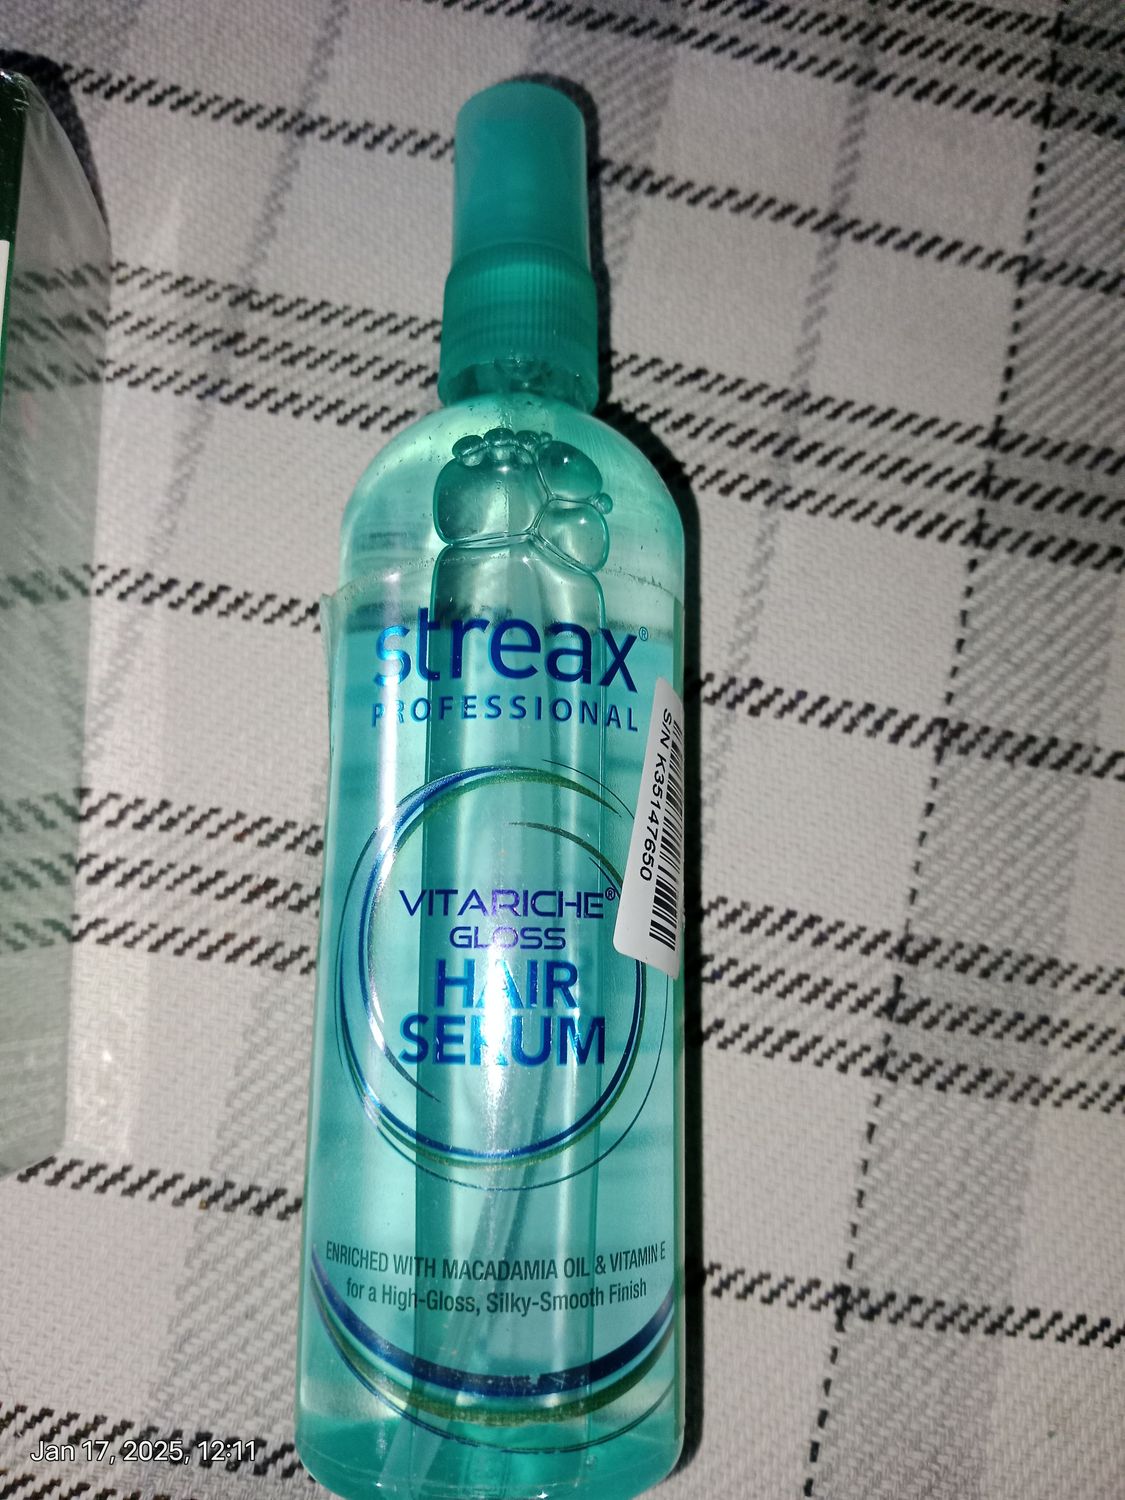 streax®
PROFESSIONAL
S/N K35147650
VITARICHE®
GLOSS
HAIR
SERUM
ENRICHED WITH MACADAMIA OIL & VITAMIN E
for a High-Gloss, Silky-Smooth Finish
Jan 17, 2025, 12:11